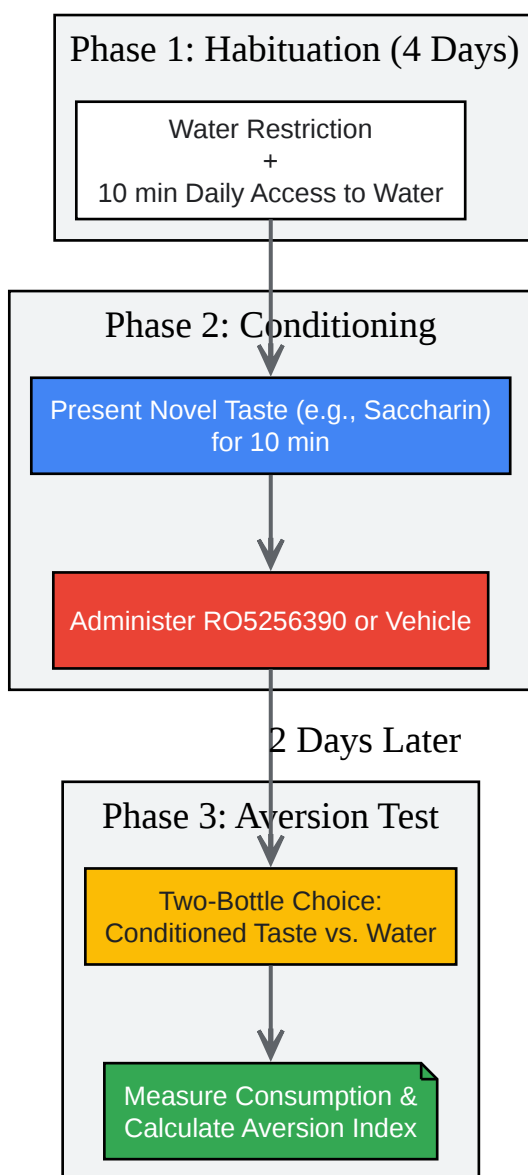 Phase 1: Habituation (4 Days)
Water Restriction
+
10 min Daily Access to Water
Phase 2: Conditioning
Present Novel Taste (e.g., Saccharin)
for 10 min
Administer RO5256390 or Vehicle
2 Days Later
Phase 3: Aversion Test
Two-Bottle Choice:
Conditioned Taste vs. Water
Measure Consumption &
Calculate Aversion Index